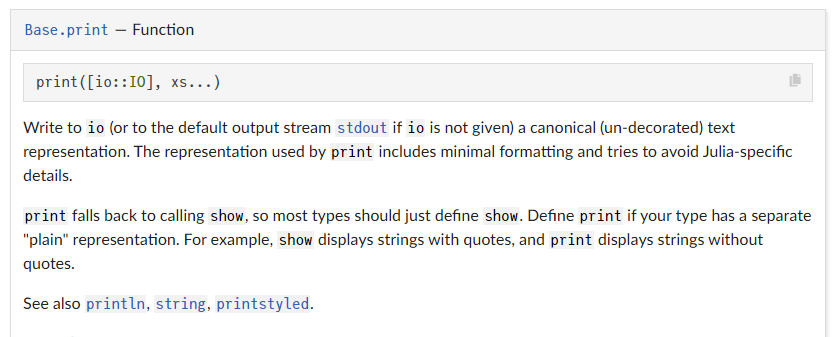 Base.print — Function
print([io::IO], xs...)
Write to io (or to the default output stream stdout if io is not given) a canonical (un-decorated) text
representation. The representation used by print includes minimal formatting and tries to avoid Julia-specific
details.
print falls back to calling show, so most types should just define show. Define print if your type has a separate
"plain" representation. For example, show displays strings with quotes, and print displays strings without
quotes.
See also println, string, printstyled.